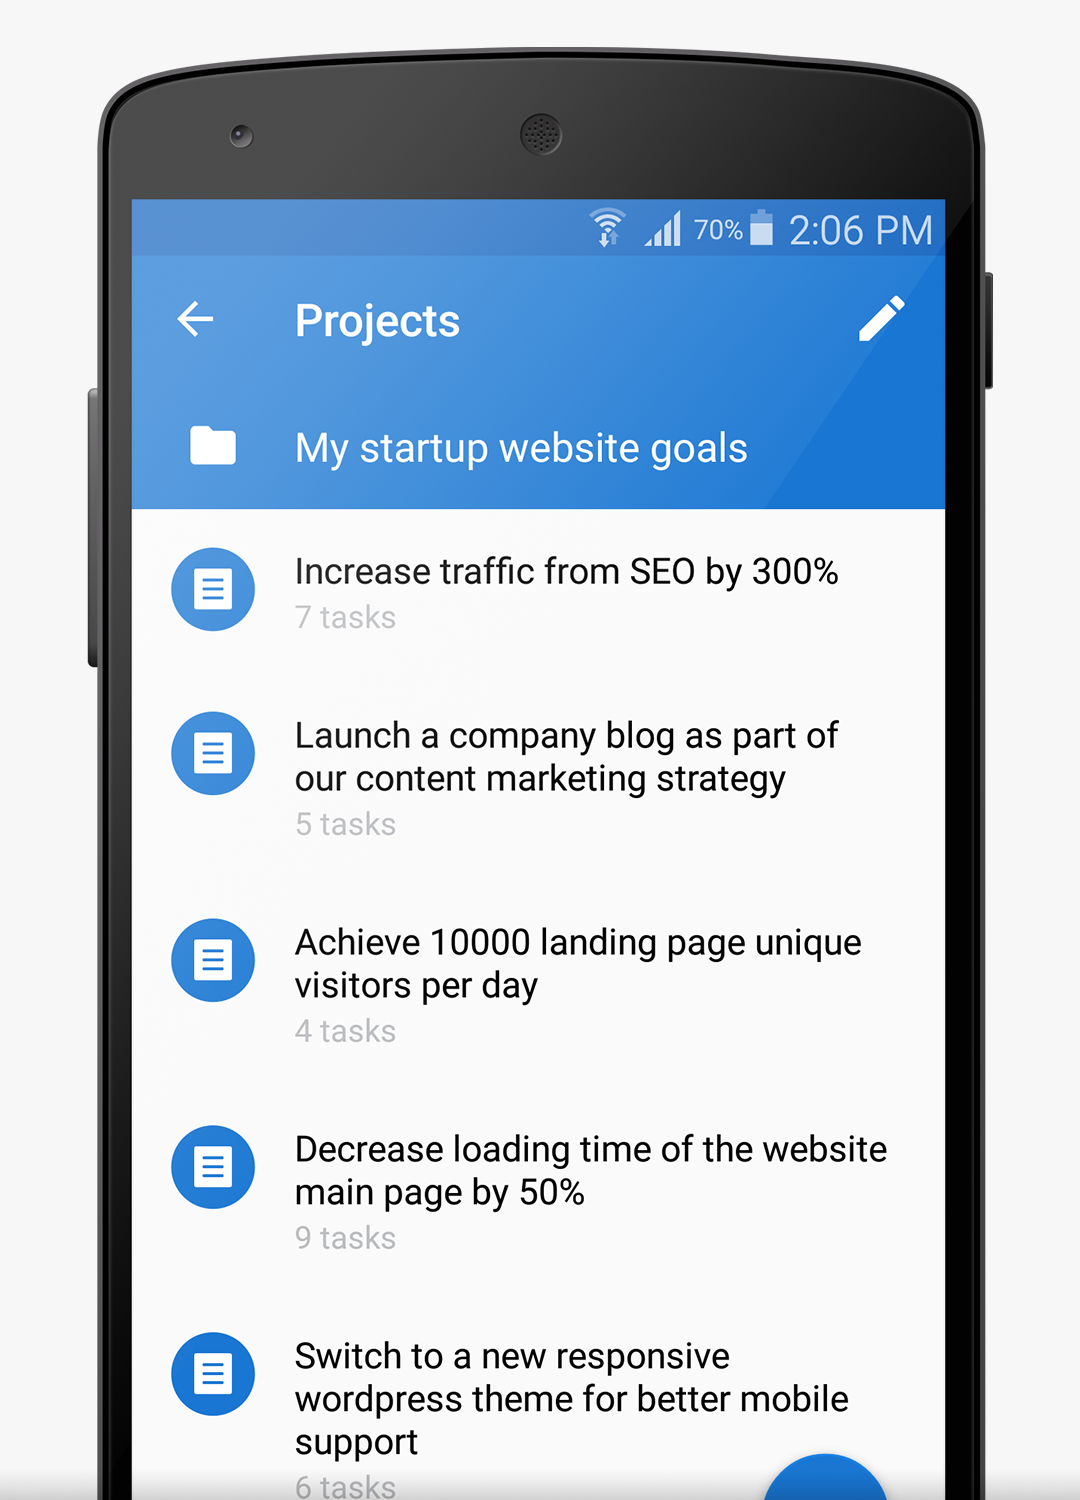 70% 2:06 PM
Projects
My startup website goals
Increase traffic from SEO by 300%
7 tasks
Launch a company blog as part of
our content marketing strategy
5 tasks
Achieve 10000 landing page unique
visitors per day
4 tasks
Decrease loading time of the website
main page by 50%
9 tasks
Switch to a new responsive
wordpress theme for better mobile
support
6 tasks